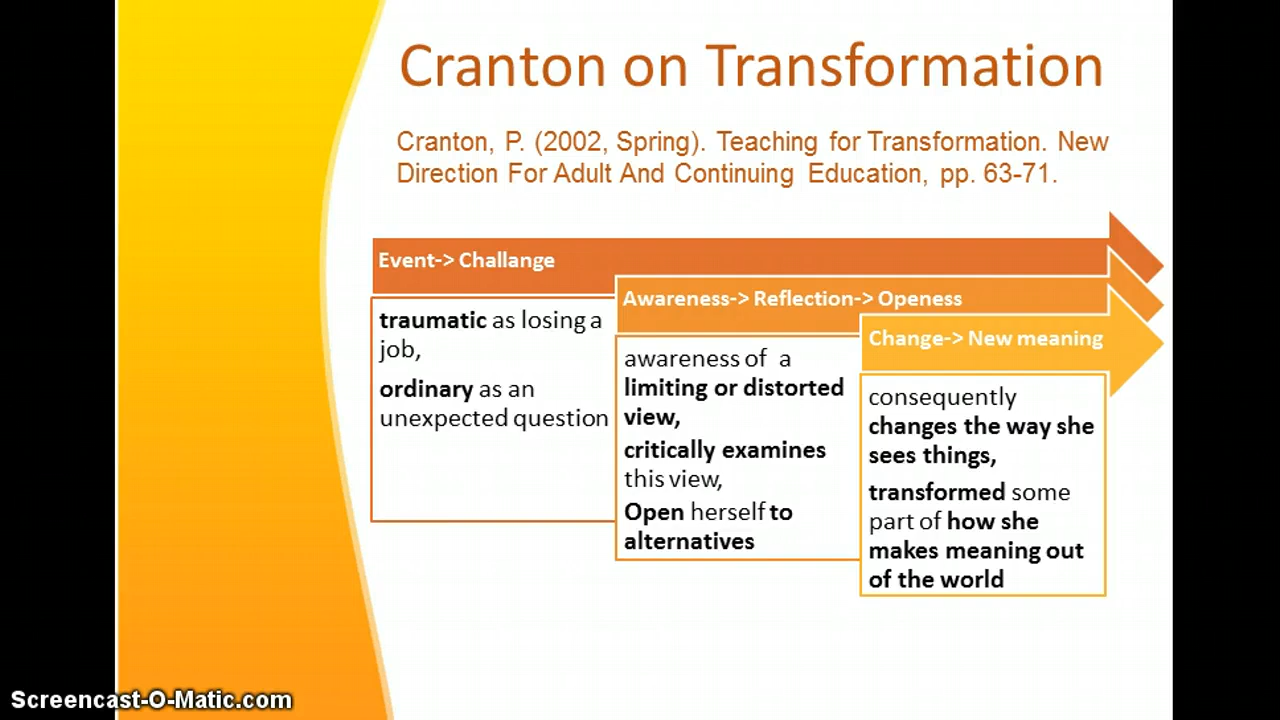 Cranton on Transformation
Cranton, P. (2002, Spring). Teaching for Transformation. New
Direction For Adult And Continuing Education, pp. 63-71.
Event-> Challange
traumatic as losing a
job,
ordinary as an
unexpected question
Awareness-> Reflection-> Openess
awareness of a
limiting or distorted
view,
critically examines
this view,
Open herself to
alternatives
Change-> New meaning
consequently
changes the way she
sees things,
transformed some
part of how she
makes meaning out
of the world
Screencast-O-Matic.com